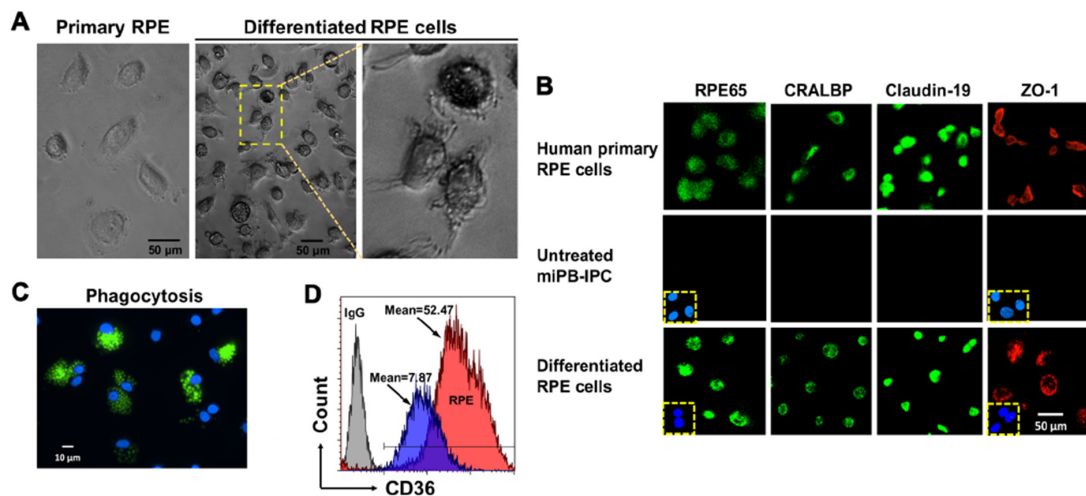 A
Primary RPE
Differentiated RPE cells
50 µm
50 µm
B
RPE65
CRALBP
Claudin-19
ZO-1
Human primary
RPE cells
Untreated
miPB-IPC
Differentiated
RPE cells
50 µm
C
Phagocytosis
10 µm
D
IgG
Mean=52.47
Mean=7.87
RPE
Count
CD36